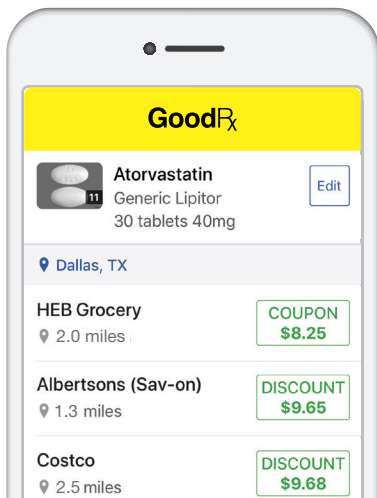 GoodRx
Atorvastatin
Generic Lipitor
30 tablets 40mg
11
Edit
Dallas, TX
HEB Grocery
2.0 miles
COUPON
$8.25
Albertsons (Sav-on)
1.3 miles
DISCOUNT
$9.65
Costco
2.5 miles
DISCOUNT
$9.68